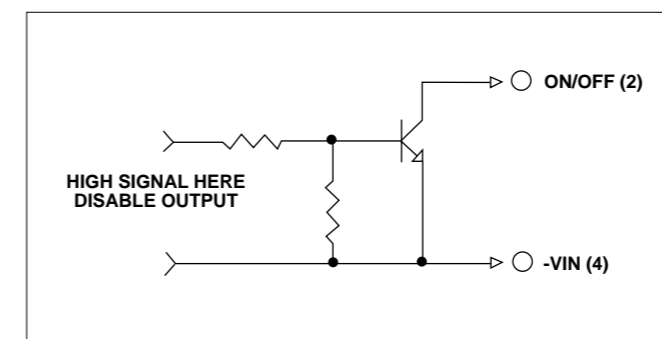 ON/OFF (2)
HIGH SIGNAL HERE
DISABLE OUTPUT
-VIN (4)